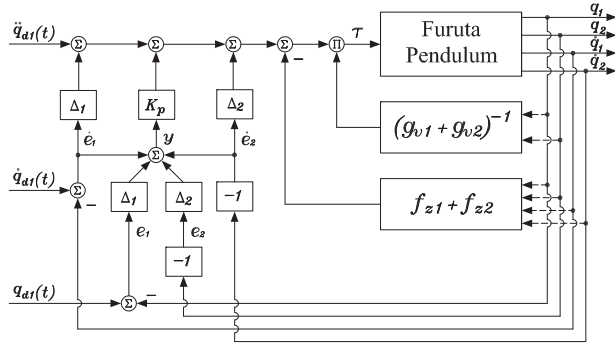 q̈d1(t) Σ Σ Σ Σ Π τ Furuta Pendulum q1
q2
q̇1
q̇2
Δ1 Kp Δ2
(gv1 + gv2)⁻¹
ė1 y ė2
q̇d1(t) Σ Σ
Δ1 Δ2 -1 fz1 + fz2
e1 e2
-1
qd1(t) Σ
− − − −